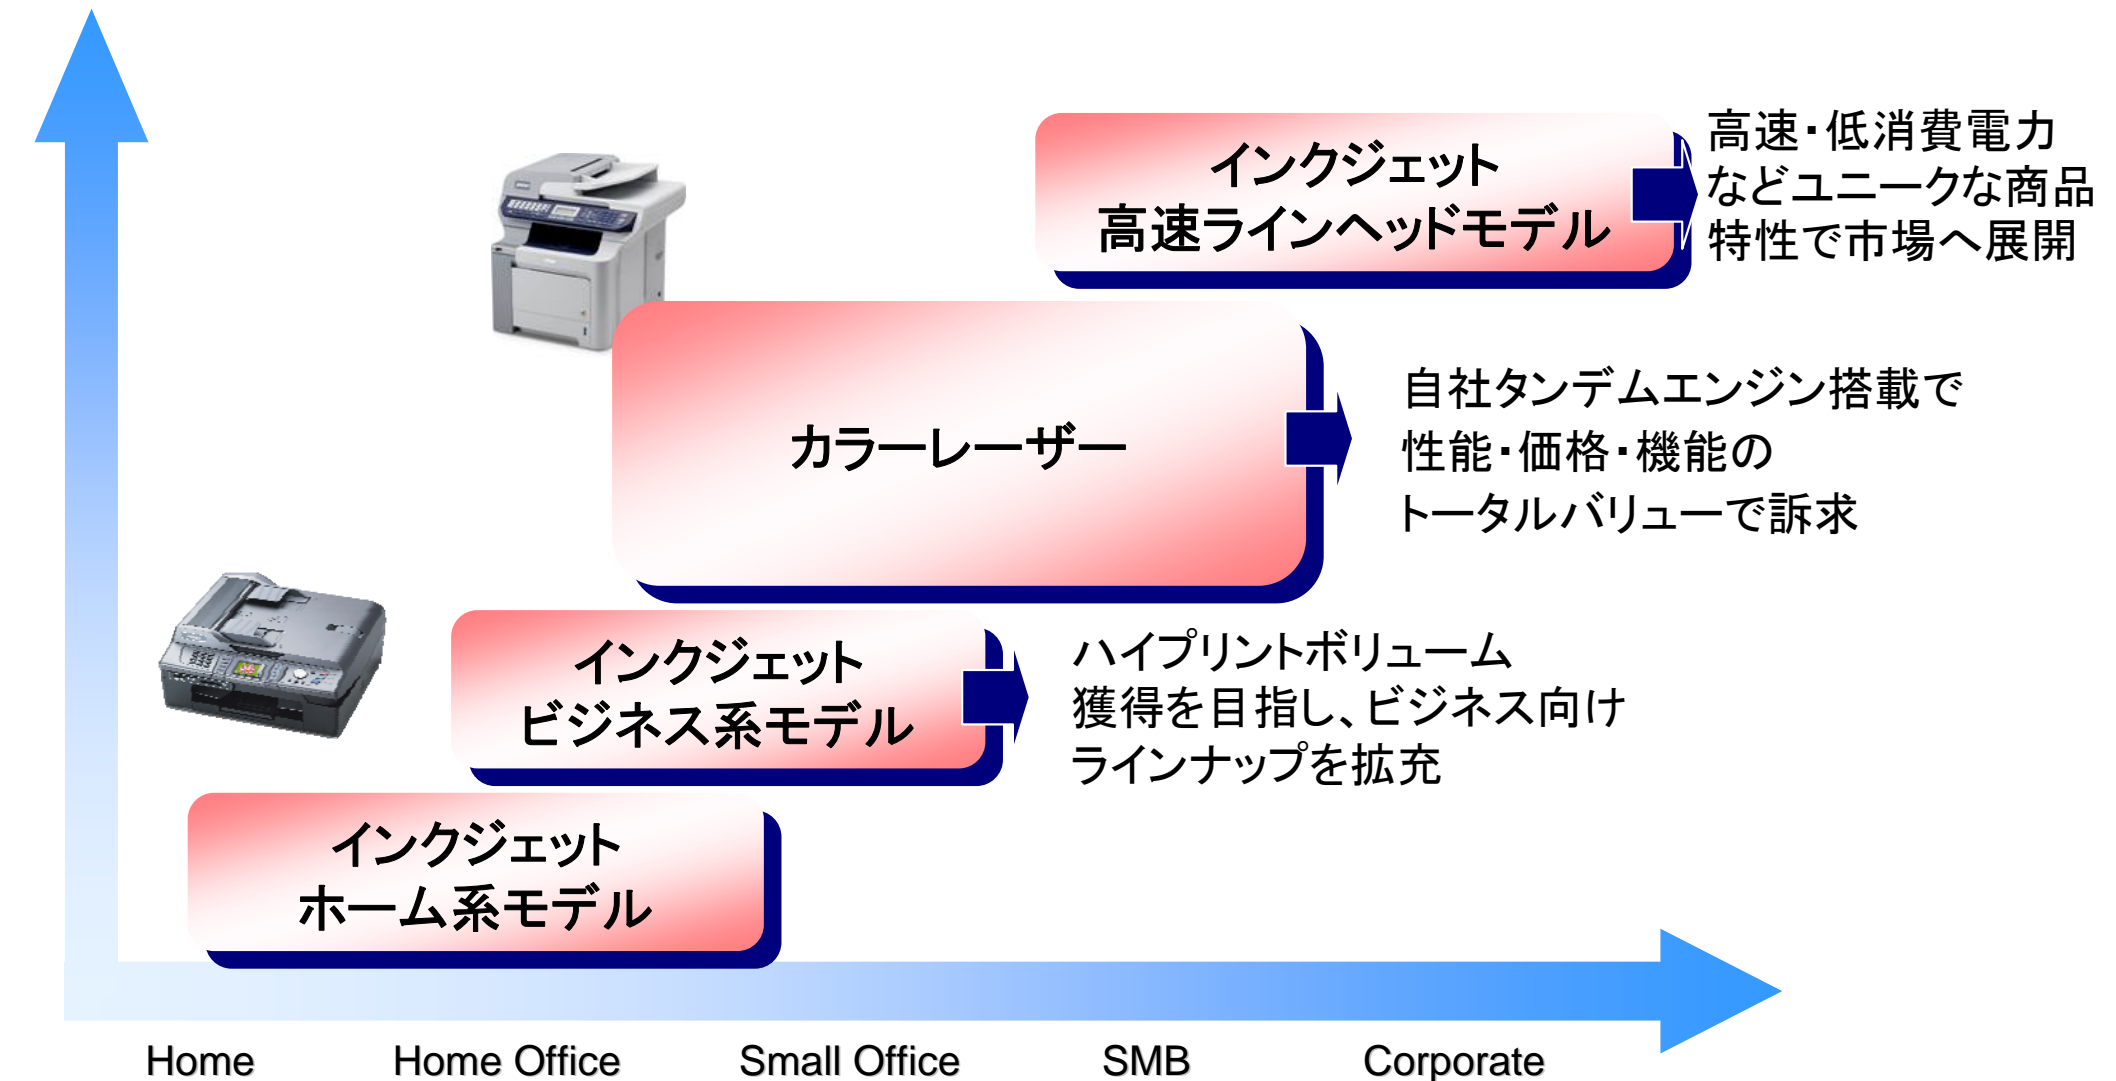 インクジェット
高速ラインヘッドモデル
高速・低消費電力
などユニークな商品
特性で市場へ展開
カラーレーザー
自社タンデムエンジン搭載で
性能・価格・機能の
トータルバリューで訴求
インクジェット
ビジネス系モデル
ハイプリントボリューム
獲得を目指し、ビジネス向け
ラインナップを拡充
インクジェット
ホーム系モデル
Home Home Office Small Office SMB Corporate